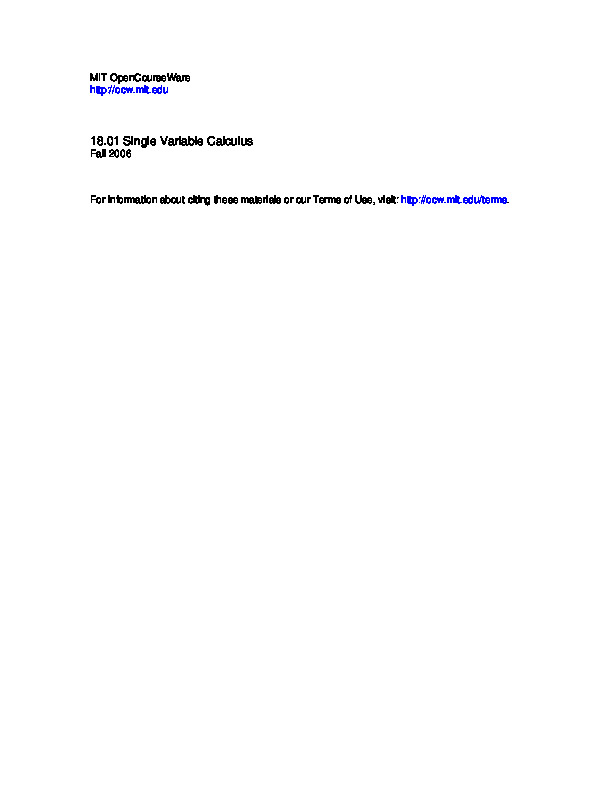 MIT OpenCourseWare
http://ocw.mit.edu
18.01 Single Variable Calculus
Fall 2006
For information about citing these materials or our Terms of Use, visit: http://ocw.mit.edu/terms.